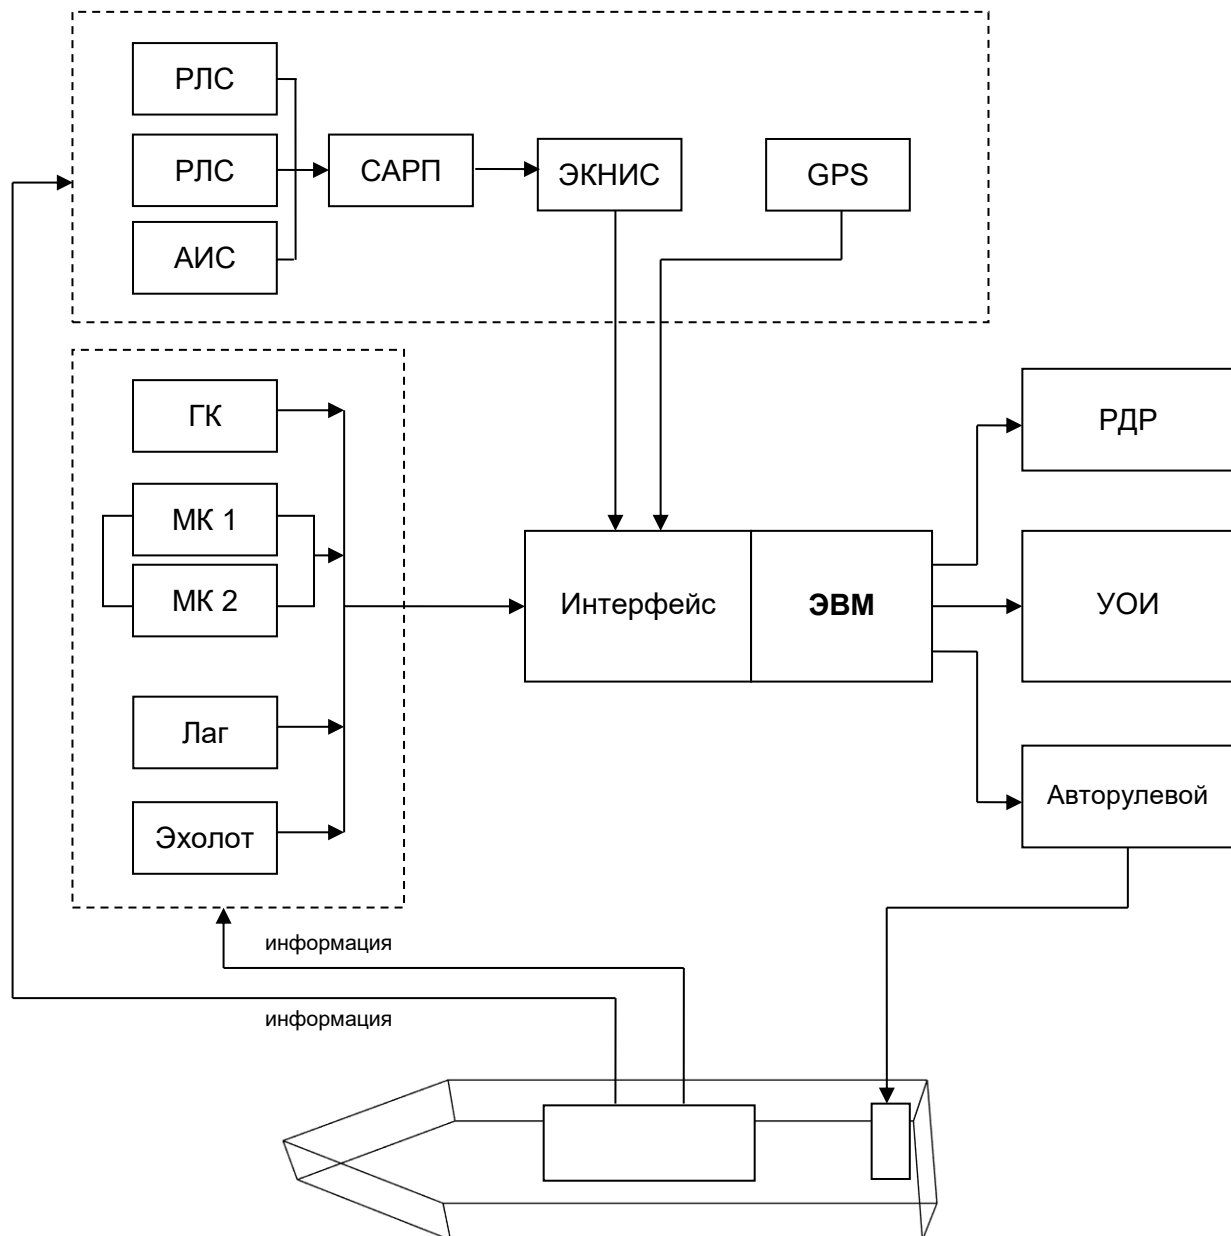 РЛС
РЛС
САРП
ЭКНИС
GPS
АИС
ГК
МК 1
МК 2
Лаг
Эхолот
Интерфейс
ЭВМ
РДР
УОИ
Авторулевой
информация
информация